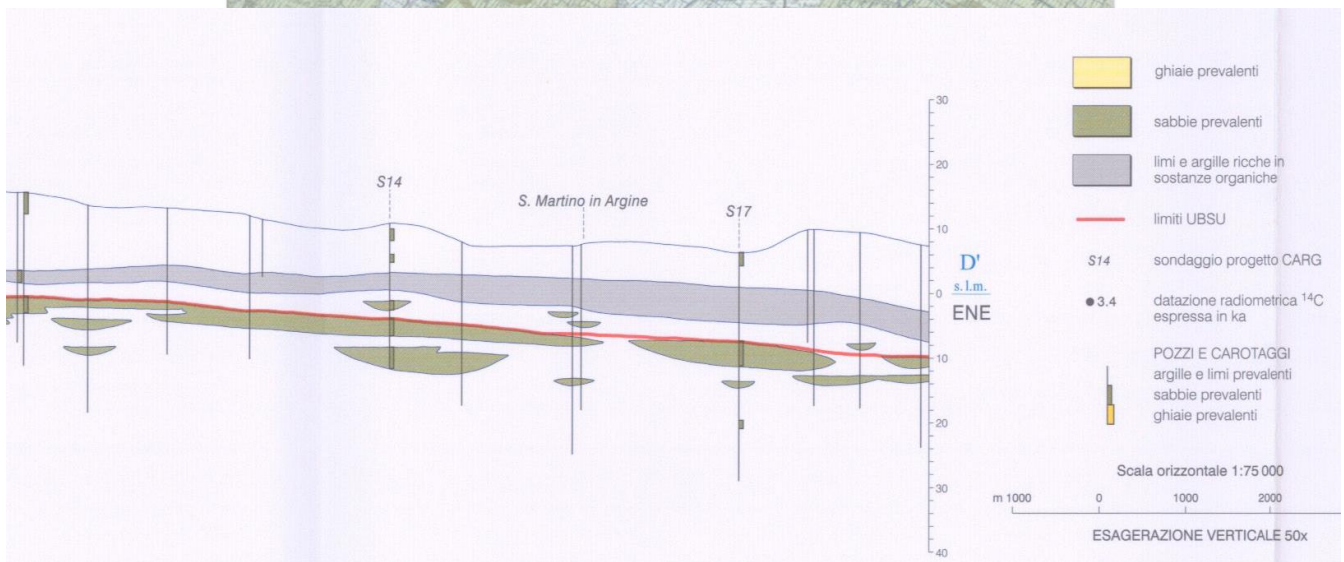 S14
S. Martino in Argine
S17
30
20
10
0
10
20
30
40
D'
s. l.m.
ENE
ghiaie prevalenti
sabbie prevalenti
limi e argille ricche in
sostanze organiche
limiti UBSU
S14 sondaggio progetto CARG
3.4 datazione radiometrica ¹⁴C
espressa in ka
POZZI E CAROTAGGI
argille e limi prevalenti
sabbie prevalenti
ghiaie prevalenti
Scala orizzontale 1:75 000
m 1000 0 1000 2000
ESAGERAZIONE VERTICALE 50x